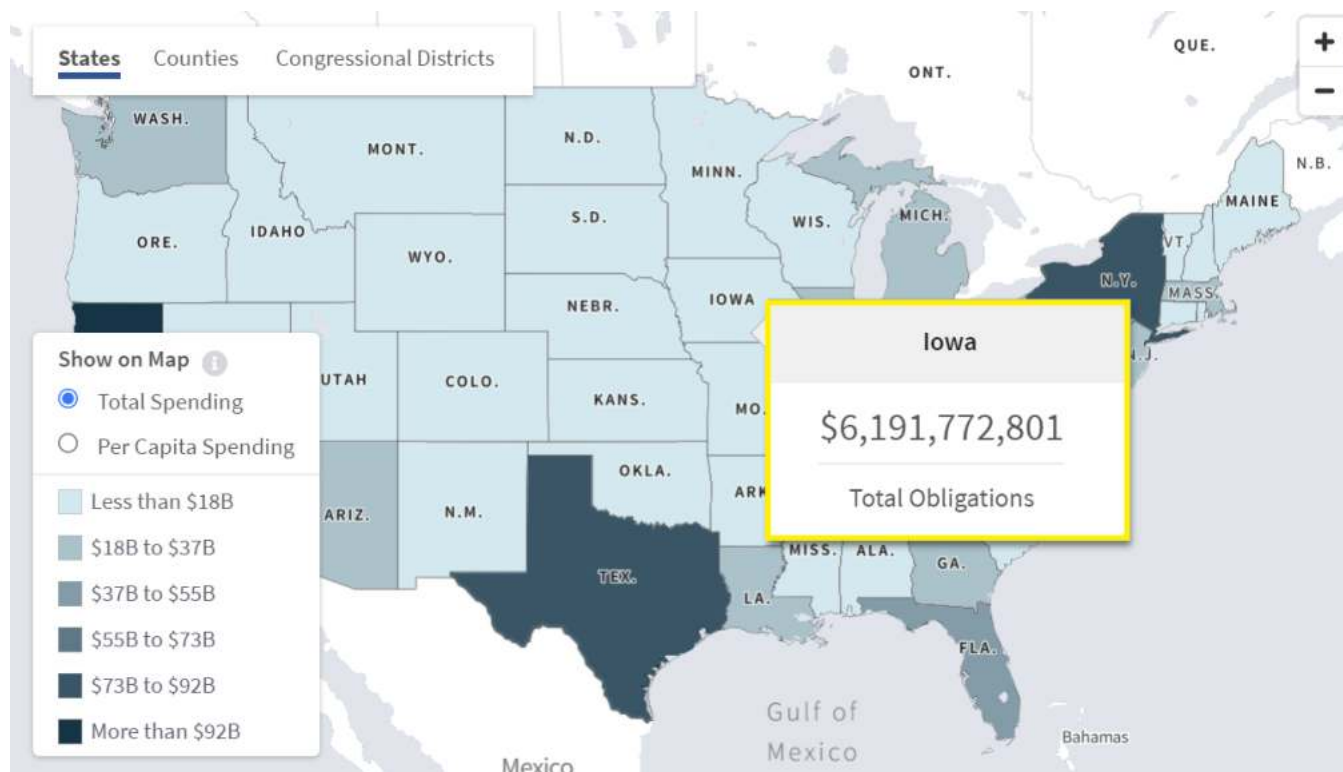 States Counties Congressional Districts
+
−
QUE.
ONT.
N.B.
WASH.
MONT.
N.D.
MINN.
MAINE
ORE.
IDAHO
S.D.
WIS.
MICH.
VT.
WYO.
N.Y.
MASS.
NEBR.
IOWA
N.J.
UTAH
COLO.
KANS.
MO.
OKLA.
ARK
ARIZ.
N.M.
MISS.
ALA.
GA.
TEX.
LA.
FLA.
Gulf of
Mexico
Bahamas
Mexico
Iowa
$6,191,772,801
Total Obligations
Show on Map i
Total Spending
Per Capita Spending
Less than $18B
$18B to $37B
$37B to $55B
$55B to $73B
$73B to $92B
More than $92B